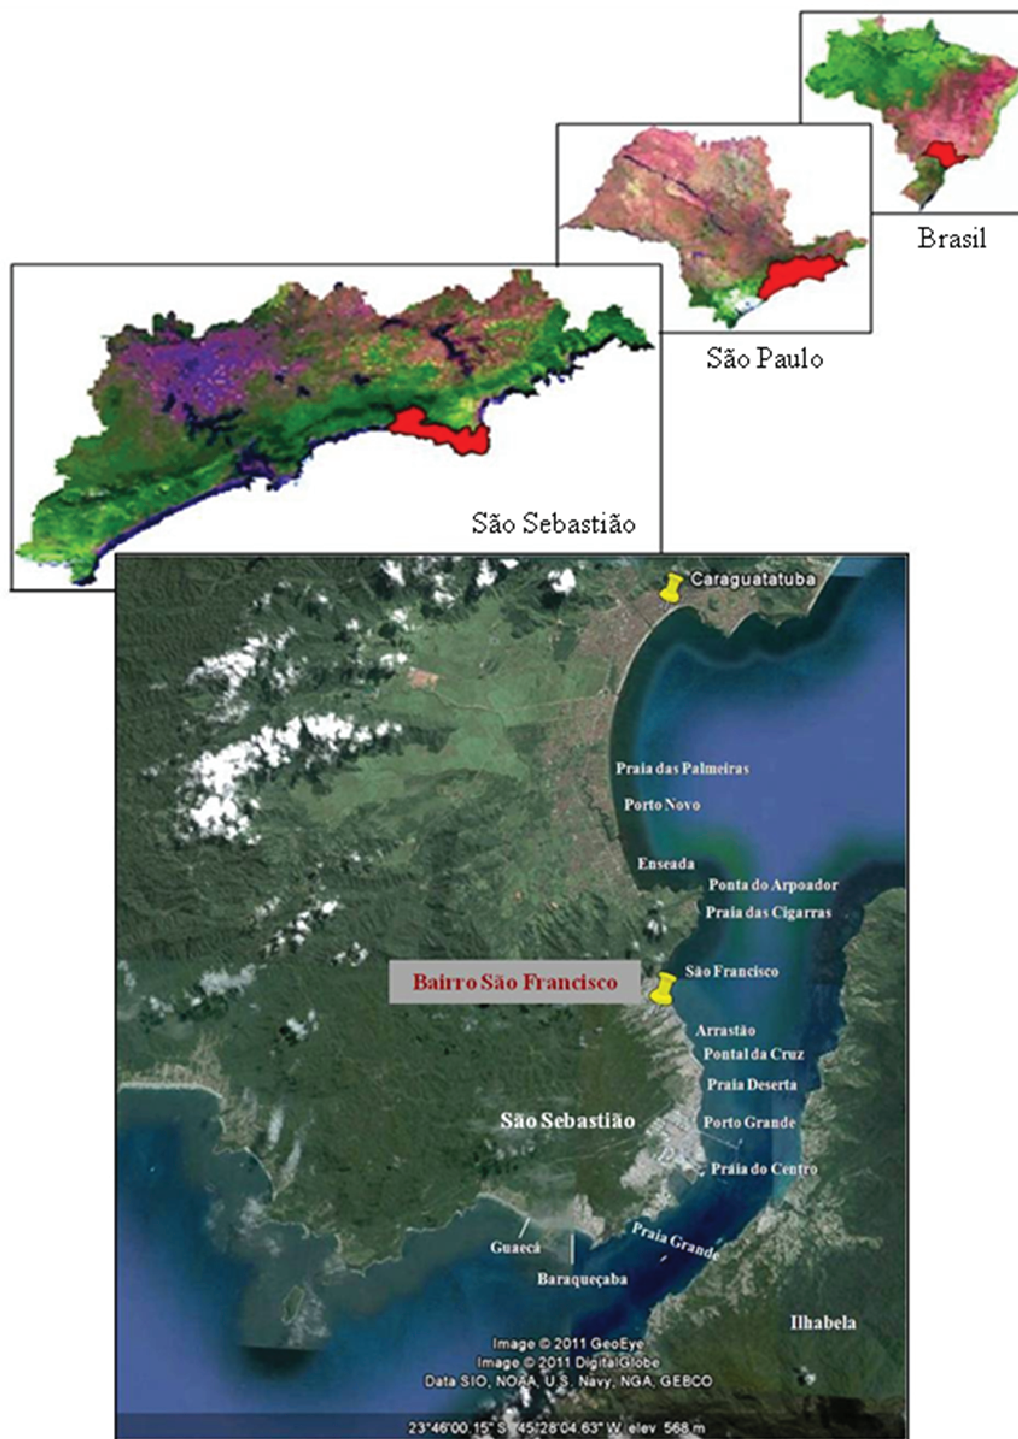 Brasil
São Paulo
São Sebastião
Caraguatatuba
Praia das Palmeiras
Porto Novo
Enseada
Ponta do Arpoador
Praia das Cigarras
São Francisco
Bairro São Francisco
Arrastão
Pontal da Cruz
Praia Deserta
São Sebastião
Porto Grande
Praia do Centro
Praia Grande
Guaecá
Baraqueçaba
Ilhabela
Image © 2011 GeoEye
Image © 2011 DigitalGlobe
Data SIO, NOAA, U.S. Navy, NGA, GEBCO
23°46'00.15" S 45°28'04.63" W elev 568 m